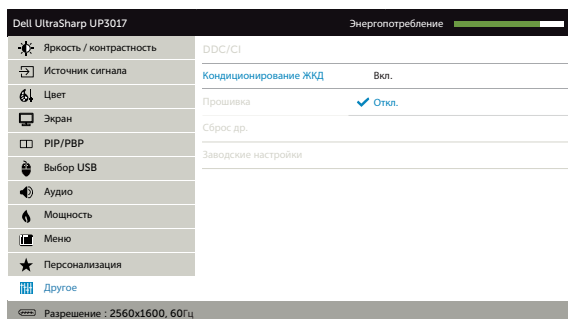 Dell UltraSharp UP3017 Энергопотребление
Яркость / контрастность DDC/CI
Источник сигнала Кондиционирование ЖКД Вкл.
Цвет Прошивка Откл.
Экран Сброс др.
PIP/PBP Заводские настройки
Выбор USB
Аудио
Мощность
Меню
Персонализация
Другое
Разрешение : 2560x1600, 60Гц